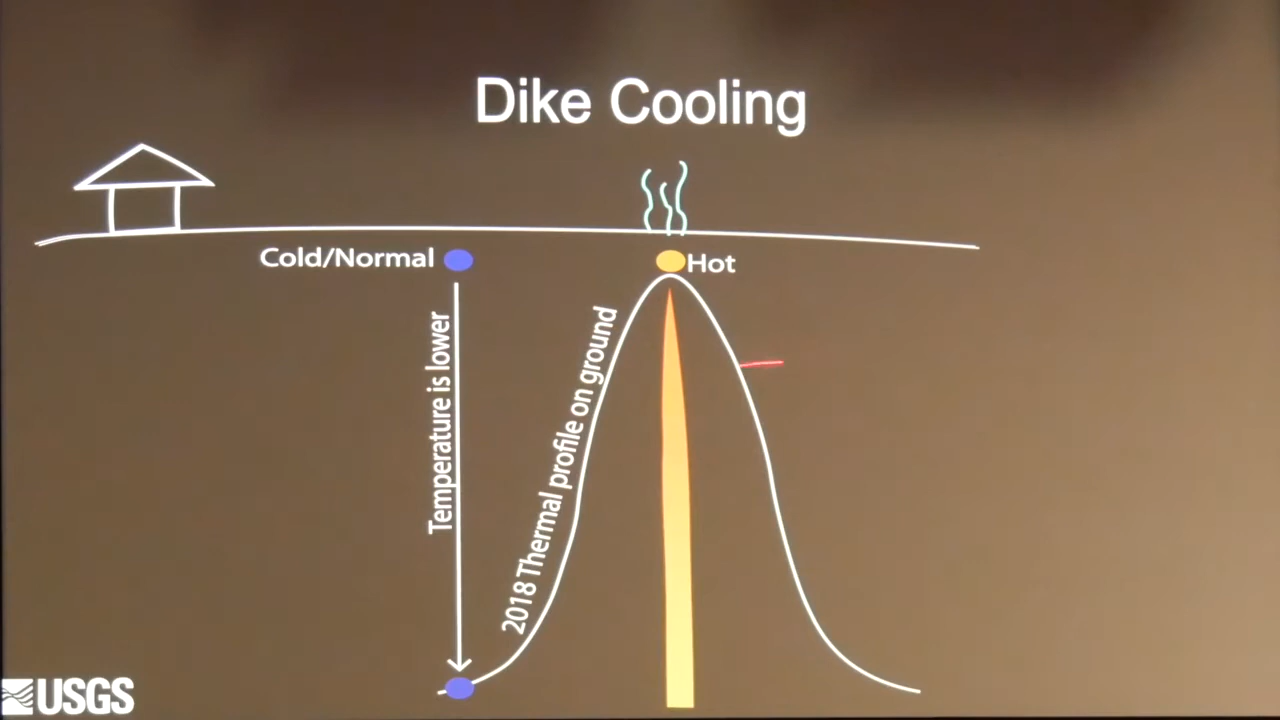 Dike Cooling
Cold/Normal
Hot
Temperature is lower
2018 Thermal profile on ground
USGS